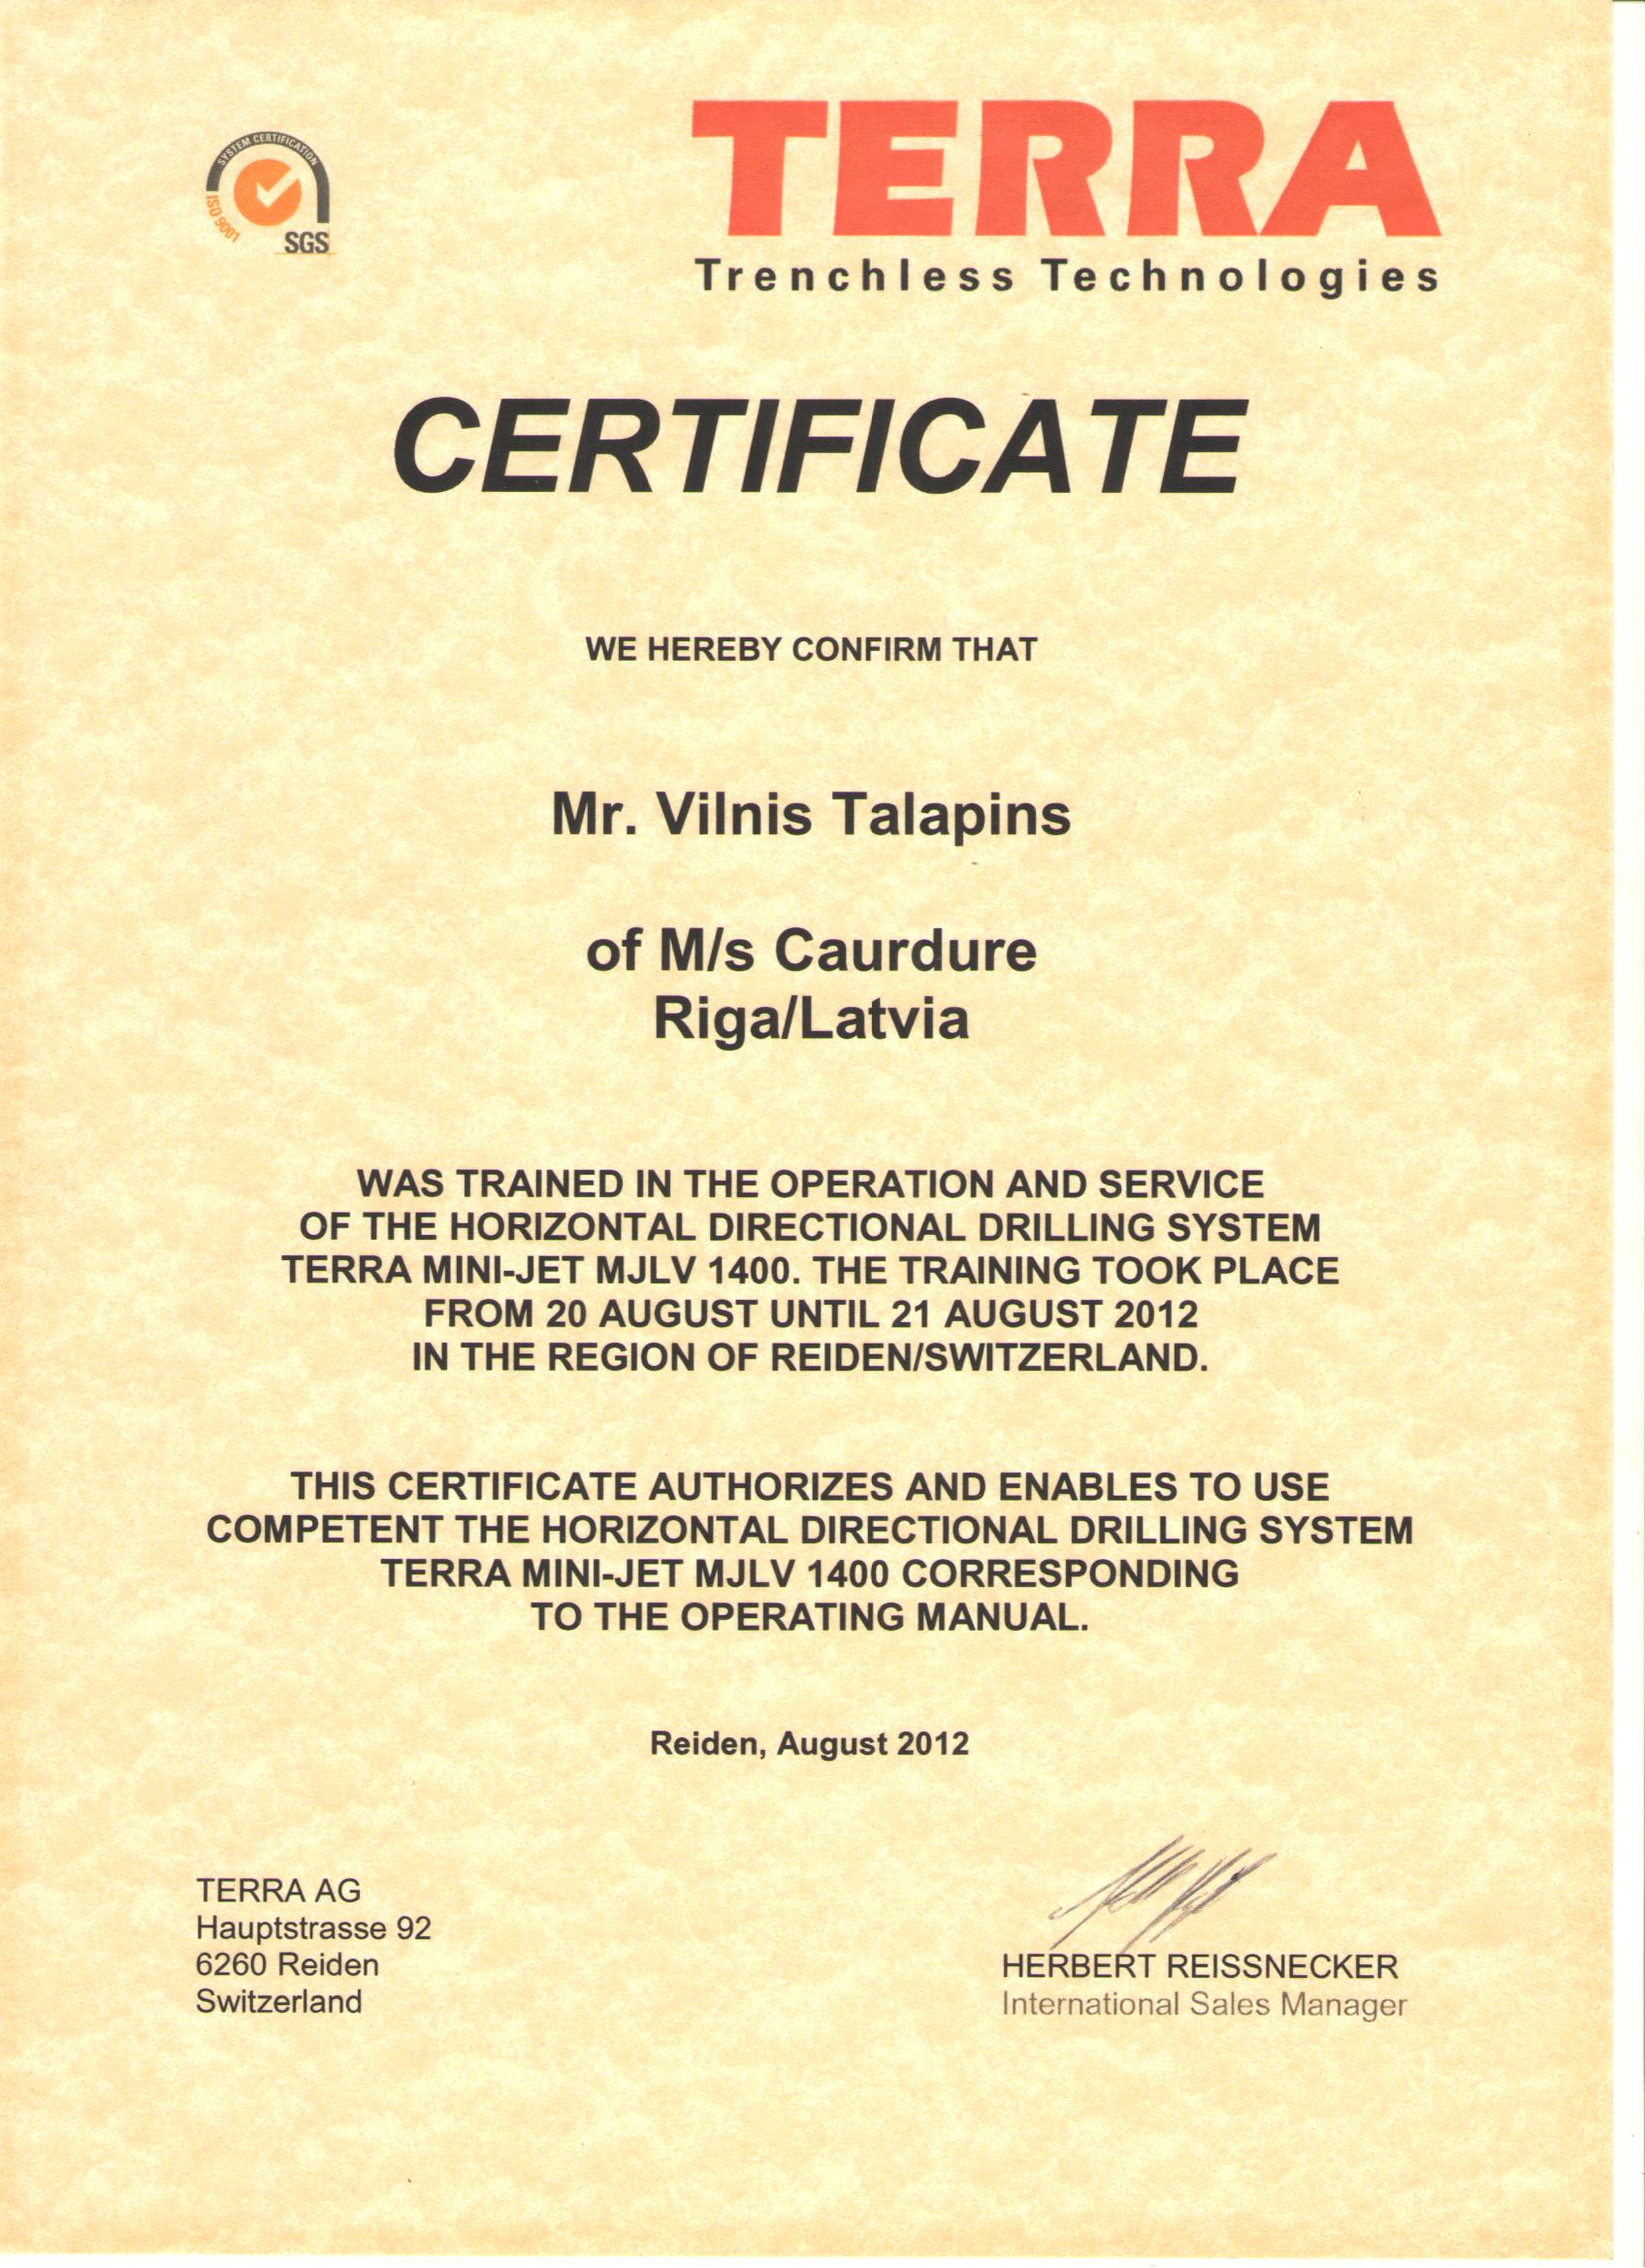 SYSTEM CERTIFICATION
ISO 9001
SGS
TERRA
Trenchless Technologies
CERTIFICATE
WE HEREBY CONFIRM THAT
Mr. Vilnis Talapins
of M/s Caurdure
Riga/Latvia
WAS TRAINED IN THE OPERATION AND SERVICE
OF THE HORIZONTAL DIRECTIONAL DRILLING SYSTEM
TERRA MINI-JET MJLV 1400. THE TRAINING TOOK PLACE
FROM 20 AUGUST UNTIL 21 AUGUST 2012
IN THE REGION OF REIDEN/SWITZERLAND.
THIS CERTIFICATE AUTHORIZES AND ENABLES TO USE
COMPETENT THE HORIZONTAL DIRECTIONAL DRILLING SYSTEM
TERRA MINI-JET MJLV 1400 CORRESPONDING
TO THE OPERATING MANUAL.
Reiden, August 2012
TERRA AG
Hauptstrasse 92
6260 Reiden
Switzerland
HERBERT REISSNECKER
International Sales Manager